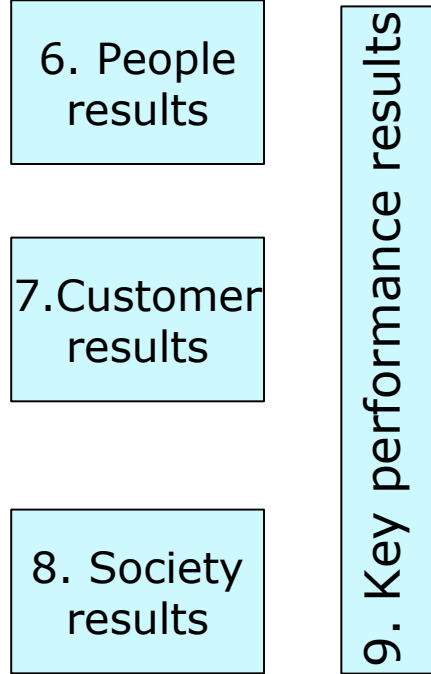 6. People
results
7.Customer
results
8. Society
results
9. Key performance results